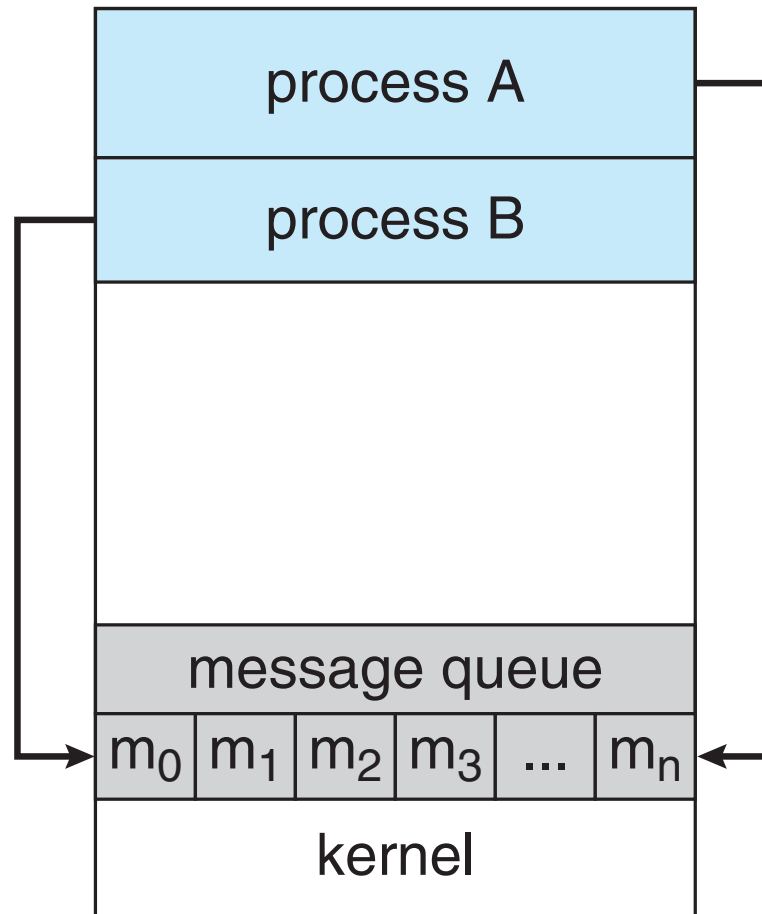 process A
process B
message queue
m₀ m₁ m₂ m₃ ... mₙ
kernel